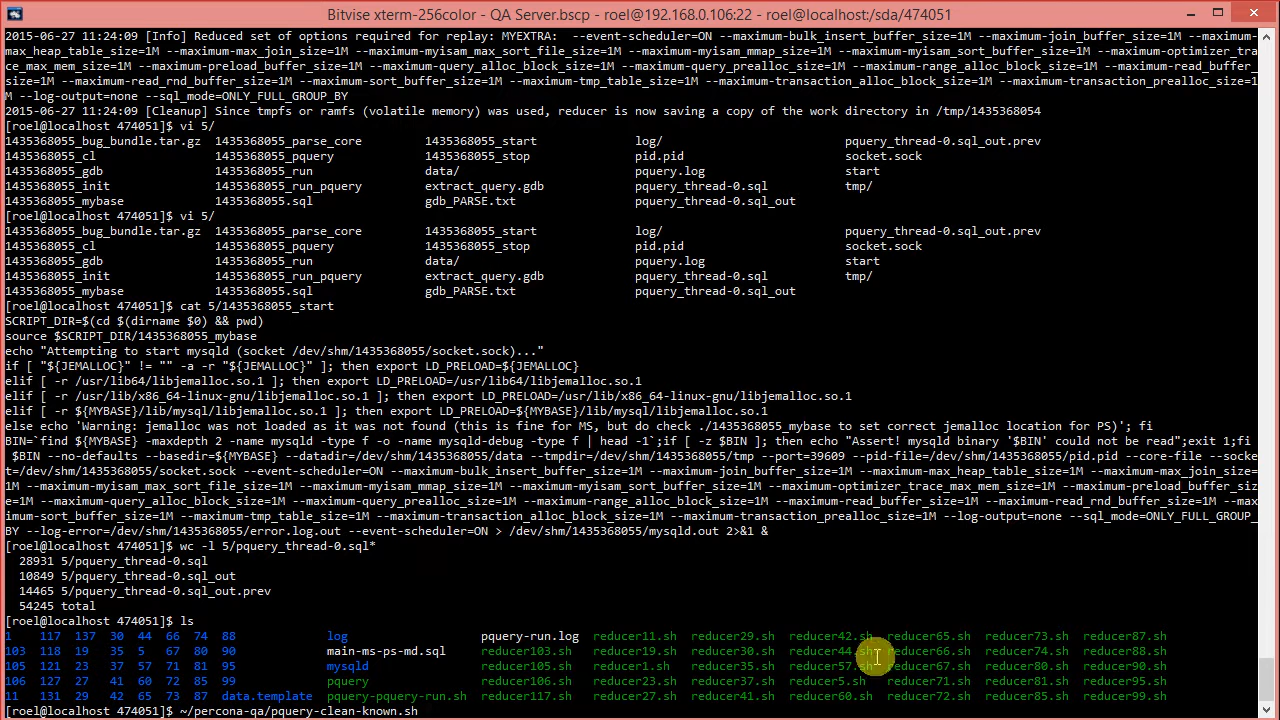 Bitvise xterm-256color - QA Server.bscp - roel@192.168.0.106:22 - roel@localhost:/sda/474051
2015-06-27 11:24:09 [Info] Reduced set of options required for replay: MYEXTRA:  --event-scheduler=ON --maximum-bulk_insert_buffer_size=1M --maximum-join_buffer_size=1M --maximum-
max_heap_table_size=1M --maximum-max_join_size=1M --maximum-myisam_max_sort_file_size=1M --maximum-myisam_mmap_size=1M --maximum-myisam_sort_buffer_size=1M --maximum-optimizer_tra
ce_max_mem_size=1M --maximum-preload_buffer_size=1M --maximum-query_alloc_block_size=1M --maximum-query_prealloc_size=1M --maximum-range_alloc_block_size=1M --maximum-read_buffer_
size=1M --maximum-read_rnd_buffer_size=1M --maximum-sort_buffer_size=1M --maximum-tmp_table_size=1M --maximum-transaction_alloc_block_size=1M --maximum-transaction_prealloc_size=1
M --log-output=none --sql_mode=ONLY_FULL_GROUP_BY
2015-06-27 11:24:09 [Cleanup] Since tmpfs or ramfs (volatile memory) was used, reducer is now saving a copy of the work directory in /tmp/1435368054
[roel@localhost 474051]$ vi 5/
1435368055_bug_bundle.tar.gz  1435368055_parse_core  1435368055_start  log/  pquery_thread-0.sql_out.prev
1435368055_cl  1435368055_pquery  1435368055_stop  pid.pid  socket.sock
1435368055_gdb  1435368055_run  data/  pquery.log  start
1435368055_init  1435368055_run_pquery  extract_query.gdb  pquery_thread-0.sql  tmp/
1435368055_mybase  1435368055.sql  gdb_PARSE.txt  pquery_thread-0.sql_out
[roel@localhost 474051]$ vi 5/
1435368055_bug_bundle.tar.gz  1435368055_parse_core  1435368055_start  log/  pquery_thread-0.sql_out.prev
1435368055_cl  1435368055_pquery  1435368055_stop  pid.pid  socket.sock
1435368055_gdb  1435368055_run  data/  pquery.log  start
1435368055_init  1435368055_run_pquery  extract_query.gdb  pquery_thread-0.sql  tmp/
1435368055_mybase  1435368055.sql  gdb_PARSE.txt  pquery_thread-0.sql_out
[roel@localhost 474051]$ cat 5/1435368055_start
SCRIPT_DIR=$(cd $(dirname $0) && pwd)
source $SCRIPT_DIR/1435368055_mybase
echo "Attempting to start mysqld (socket /dev/shm/1435368055/socket.sock)..."
if [ "${JEMALLOC}" != "" -a -r "${JEMALLOC}" ]; then export LD_PRELOAD=${JEMALLOC}
elif [ -r /usr/lib64/libjemalloc.so.1 ]; then export LD_PRELOAD=/usr/lib64/libjemalloc.so.1
elif [ -r /usr/lib/x86_64-linux-gnu/libjemalloc.so.1 ]; then export LD_PRELOAD=/usr/lib/x86_64-linux-gnu/libjemalloc.so.1
elif [ -r ${MYBASE}/lib/mysql/libjemalloc.so.1 ]; then export LD_PRELOAD=${MYBASE}/lib/mysql/libjemalloc.so.1
else echo 'Warning: jemalloc was not loaded as it was not found (this is fine for MS, but do check ./1435368055_mybase to set correct jemalloc location for PS)'; fi
BIN=`find ${MYBASE} -maxdepth 2 -name mysqld -type f -o -name mysqld-debug -type f | head -1`;if [ -z $BIN ]; then echo "Assert! mysqld binary '$BIN' could not be read";exit 1;fi
 $BIN --no-defaults --basedir=${MYBASE} --datadir=/dev/shm/1435368055/data --tmpdir=/dev/shm/1435368055/tmp --port=39609 --pid-file=/dev/shm/1435368055/pid.pid --core-file --socke
t=/dev/shm/1435368055/socket.sock --event-scheduler=ON --maximum-bulk_insert_buffer_size=1M --maximum-join_buffer_size=1M --maximum-max_heap_table_size=1M --maximum-max_join_size=
1M --maximum-myisam_max_sort_file_size=1M --maximum-myisam_mmap_size=1M --maximum-myisam_sort_buffer_size=1M --maximum-optimizer_trace_max_mem_size=1M --maximum-preload_buffer_siz
e=1M --maximum-query_alloc_block_size=1M --maximum-query_prealloc_size=1M --maximum-range_alloc_block_size=1M --maximum-read_buffer_size=1M --maximum-read_rnd_buffer_size=1M --max
imum-sort_buffer_size=1M --maximum-tmp_table_size=1M --maximum-transaction_alloc_block_size=1M --maximum-transaction_prealloc_size=1M --log-output=none --sql_mode=ONLY_FULL_GROUP_
BY --log-error=/dev/shm/1435368055/error.log.out --event-scheduler=ON > /dev/shm/1435368055/mysqld.out 2>&1 &
[roel@localhost 474051]$ wc -l 5/pquery_thread-0.sql*
28931 5/pquery_thread-0.sql
10849 5/pquery_thread-0.sql_out
14465 5/pquery_thread-0.sql_out.prev
54245 total
[roel@localhost 474051]$ ls
1  117  137  30  44  66  74  88  log  pquery-run.log  reducer11.sh  reducer29.sh  reducer42.sh  reducer65.sh  reducer73.sh  reducer87.sh
103  118  19  35  5  67  80  90  main-ms-ps-md.sql  reducer103.sh  reducer19.sh  reducer30.sh  reducer44.sh  reducer66.sh  reducer74.sh  reducer88.sh
105  121  23  37  57  71  81  95  mysqld  reducer105.sh  reducer1.sh  reducer35.sh  reducer57.sh  reducer67.sh  reducer80.sh  reducer90.sh
106  127  27  41  60  72  85  99  pquery  reducer106.sh  reducer23.sh  reducer37.sh  reducer5.sh  reducer71.sh  reducer81.sh  reducer95.sh
11  131  29  42  65  73  87  data.template  pquery-pquery-run.sh  reducer117.sh  reducer27.sh  reducer41.sh  reducer60.sh  reducer72.sh  reducer85.sh  reducer99.sh
[roel@localhost 474051]$ ~/percona-qa/pquery-clean-known.sh